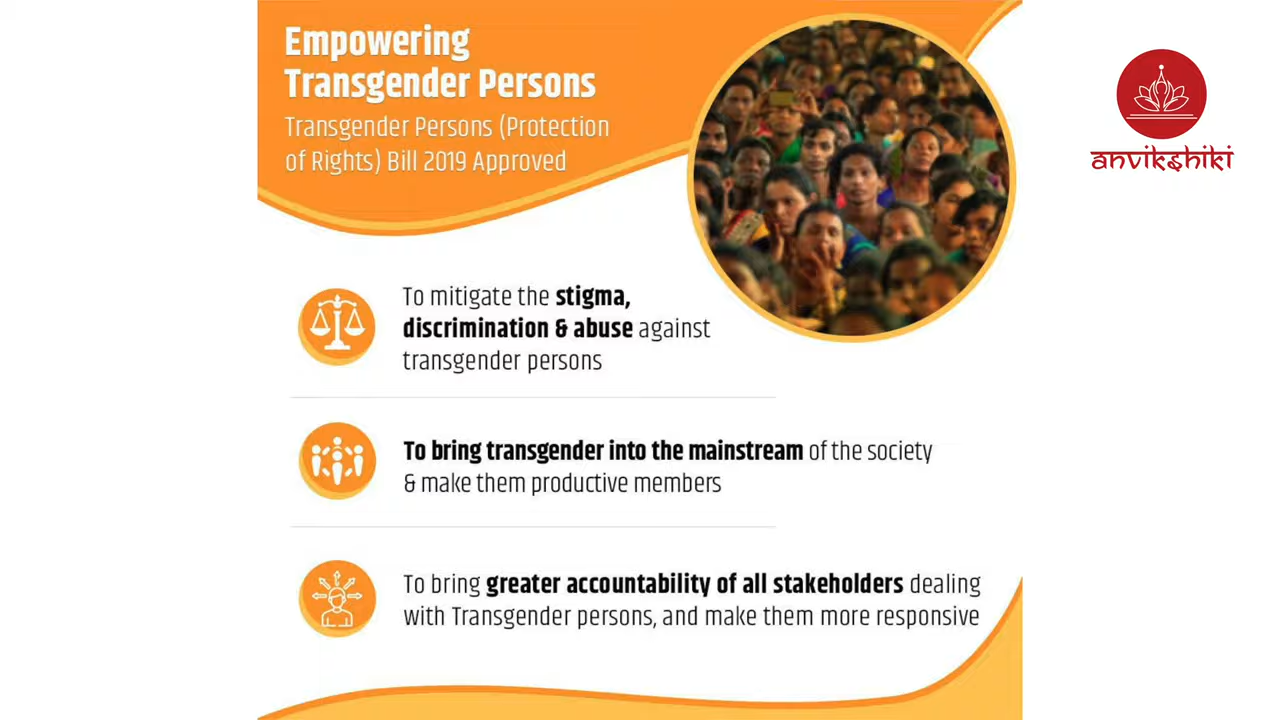 Empowering
Transgender Persons
Transgender Persons (Protection
of Rights) Bill 2019 Approved
anvikshiki
To mitigate the stigma,
discrimination & abuse against
transgender persons
To bring transgender into the mainstream of the society
& make them productive members
To bring greater accountability of all stakeholders dealing
with Transgender persons, and make them more responsive